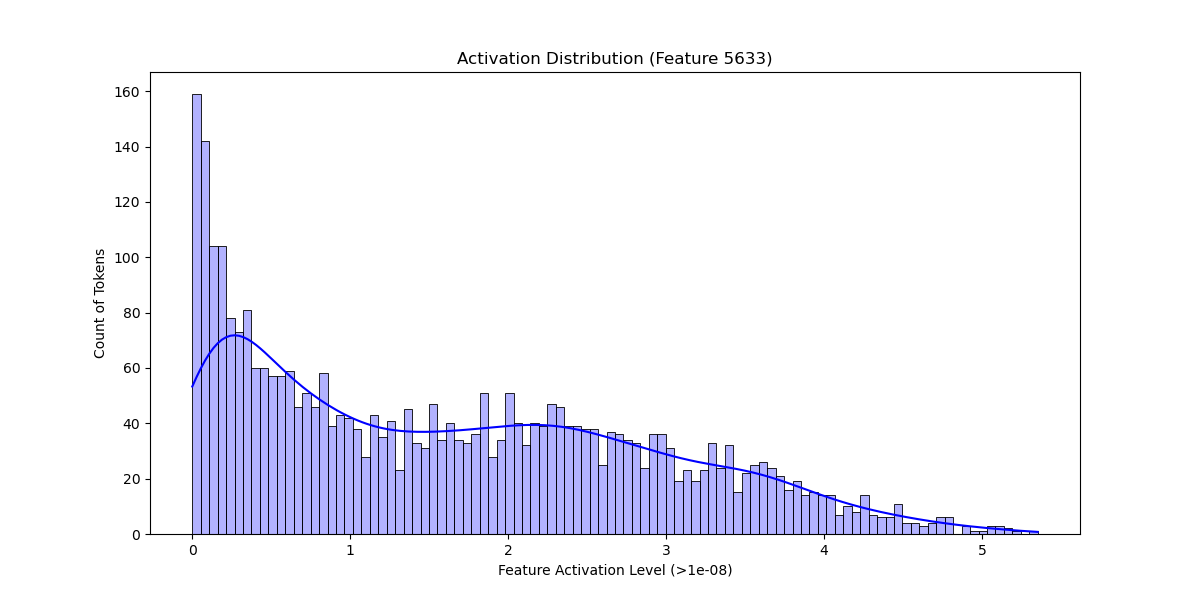 Activation Distribution (Feature 5633)
160
140
120
100
80
60
40
20
0
Count of Tokens
0 1 2 3 4 5
Feature Activation Level (>1e-08)